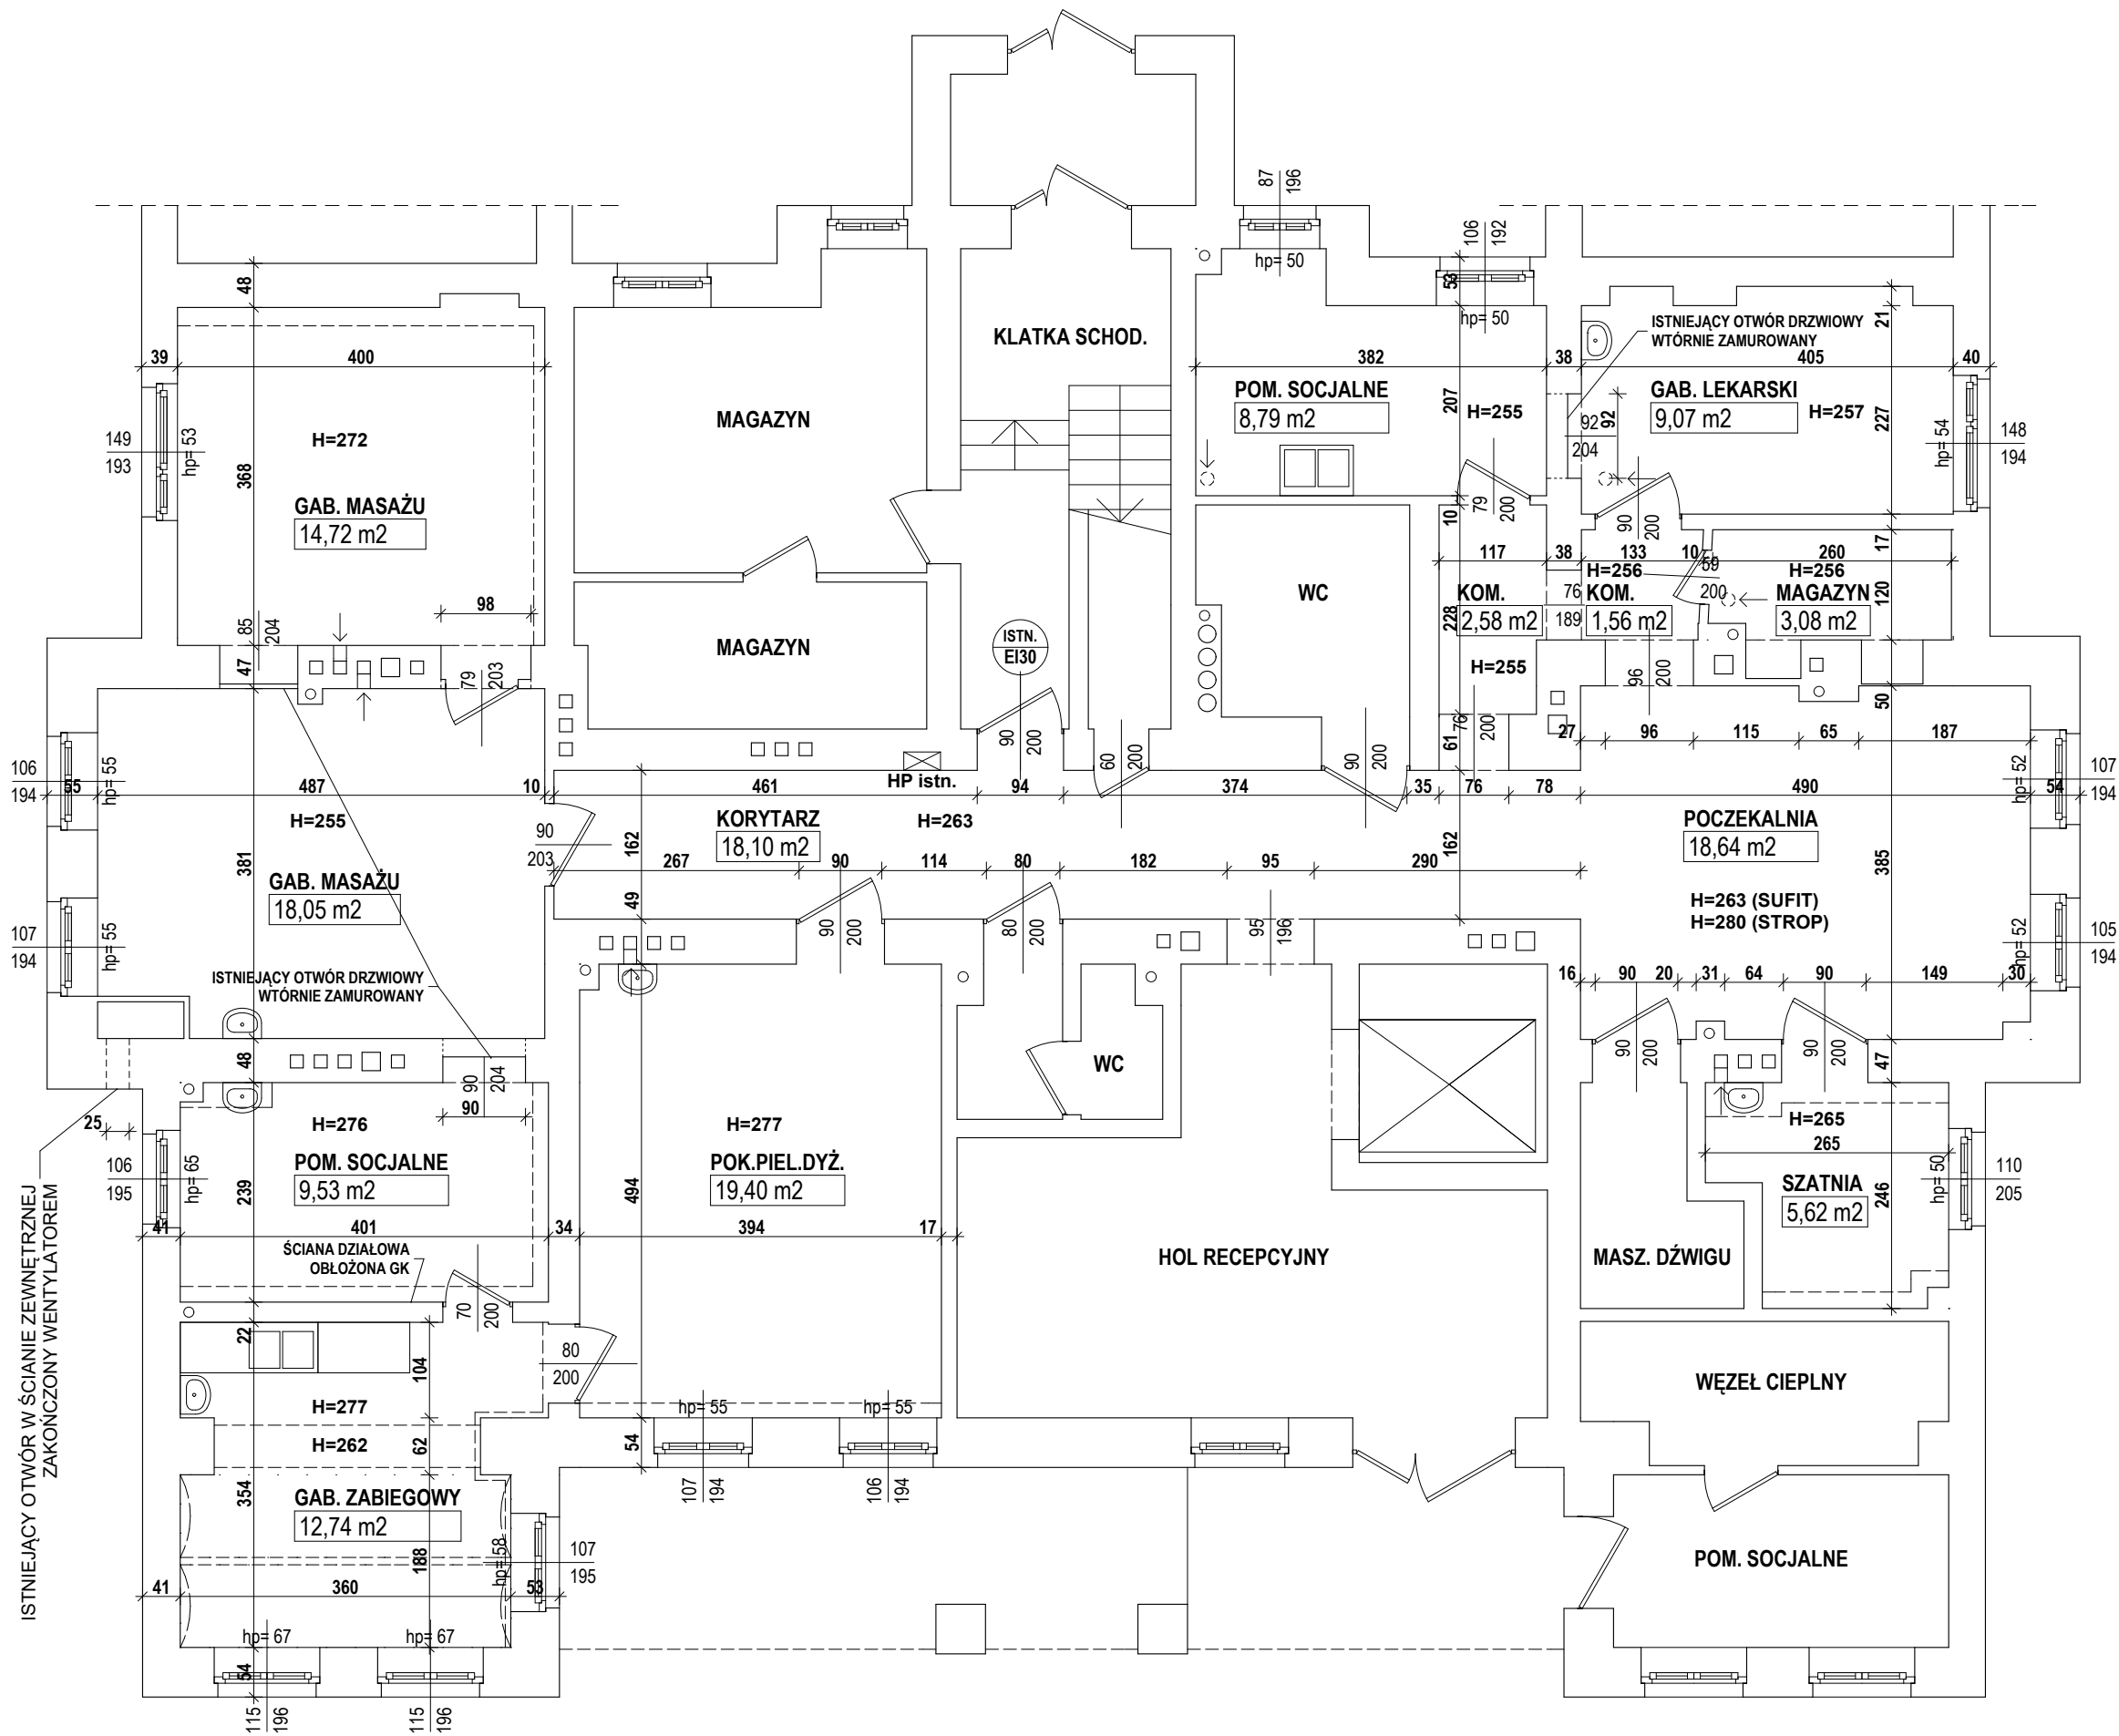 87
196
106
192
hp= 50
53
hp= 50
48
39
400
149
193
hp= 53
H=272
368
GAB. MASAŻU
14,72 m2
98
85
204
47
79
203
MAGAZYN
MAGAZYN
KLATKA SCHOD.
ISTN.
EI30
382
38
POM. SOCJALNE
8,79 m2
207
H=255
79
200
10
ISTNIEJĄCY OTWÓR DRZWIOWY
WTÓRNIE ZAMUROWANY
21
405
40
GAB. LEKARSKI
9,07 m2
H=257
92
92
204
227
hp= 54
148
194
90
200
17
117
38
133
10
260
59
200
H=256
H=256
WC
KOM.
2,58 m2
76
189
KOM.
1,56 m2
MAGAZYN
3,08 m2
120
228
H=255
96
200
50
76
200
61
27
96
115
65
187
106
194
55
hp= 55
487
10
461
94
374
35
76
78
490
54
hp= 52
107
194
HP istn.
90
200
60
200
90
200
H=255
KORYTARZ
18,10 m2
H=263
POCZEKALNIA
18,64 m2
90
203
162
162
267
90
114
80
182
95
290
381
385
GAB. MASAŻU
18,05 m2
H=263 (SUFIT)
H=280 (STROP)
49
107
194
hp= 55
90
200
80
200
95
196
hp= 52
105
194
ISTNIEJĄCY OTWÓR DRZWIOWY
WTÓRNIE ZAMUROWANY
16
90
20
31
64
90
149
30
90
200
90
200
47
48
90
204
90
25
WC
H=276
H=277
H=265
265
106
195
hp= 65
POM. SOCJALNE
9,53 m2
POK.PIEL.DYŻ.
19,40 m2
SZATNIA
5,62 m2
hp= 50
110
205
239
494
246
41
401
34
394
17
ŚCIANA DZIAŁOWA
OBŁOŻONA GK
HOL RECEPCYJNY
MASZ. DŹWIGU
70
200
22
104
80
200
WĘZEŁ CIEPLNY
H=277
hp= 55
hp= 55
H=262
62
54
107
194
106
194
354
GAB. ZABIEGOWY
12,74 m2
188
hp= 58
107
195
POM. SOCJALNE
41
360
53
hp= 67
hp= 67
54
115
196
115
196
ISTNIEJĄCY OTWÓR W ŚCIANIE ZEWNĘTRZNEJ
ZAKOŃCZONY WENTYLATOREM